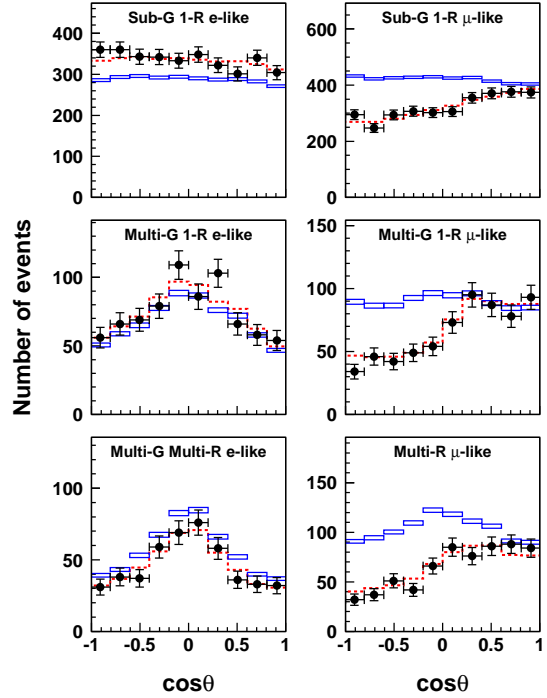 Sub-G 1-R e-like
Sub-G 1-R μ-like
400
300
200
100
0
600
400
200
0
Number of events
Multi-G 1-R e-like
Multi-G 1-R μ-like
100
50
0
150
100
50
0
Multi-G Multi-R e-like
Multi-R μ-like
100
50
0
150
100
50
0
-1 -0.5 0 0.5 1
-1 -0.5 0 0.5 1
cosθ
cosθ